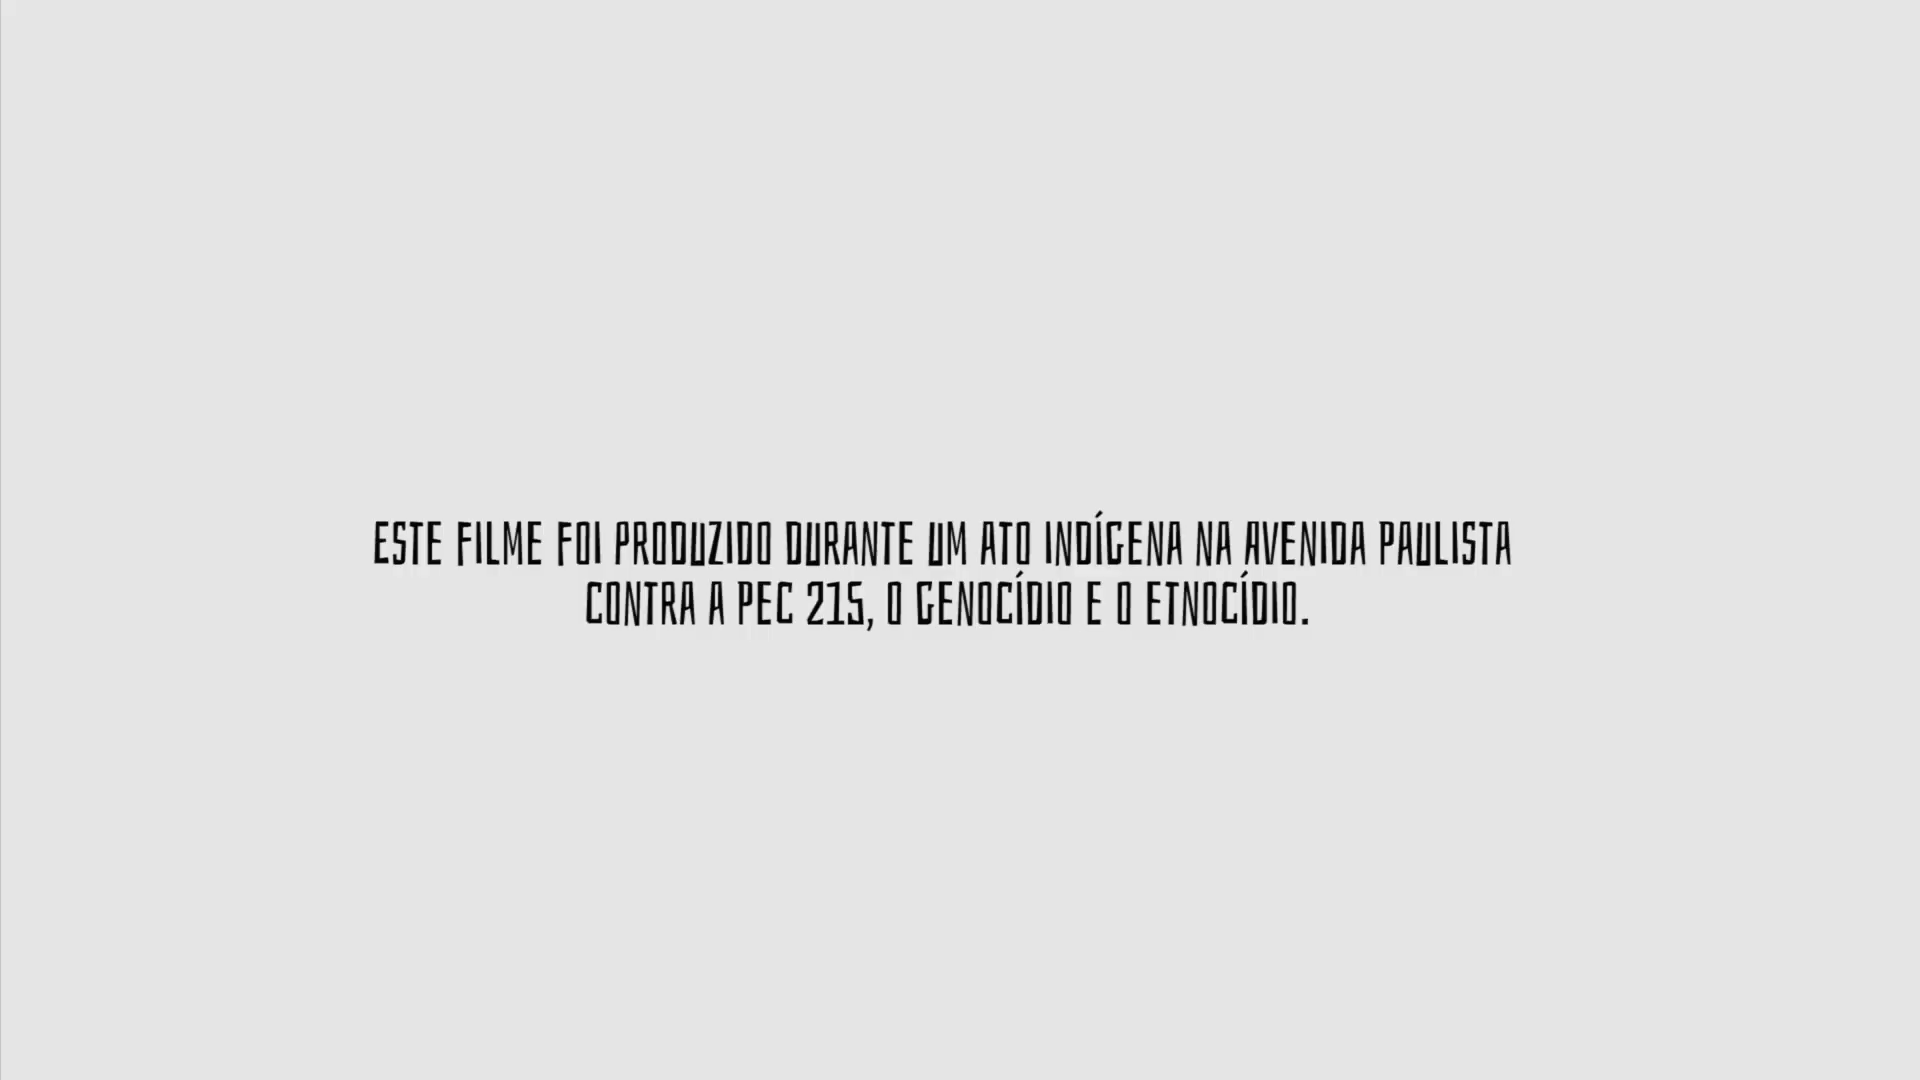 ESTE FILME FOI PRODUZIDO DURANTE UM ATO INDÍGENA NA AVENIDA PAULISTA
CONTRA A PEC 215, O GENOCÍDIO E O ETNOCÍDIO.